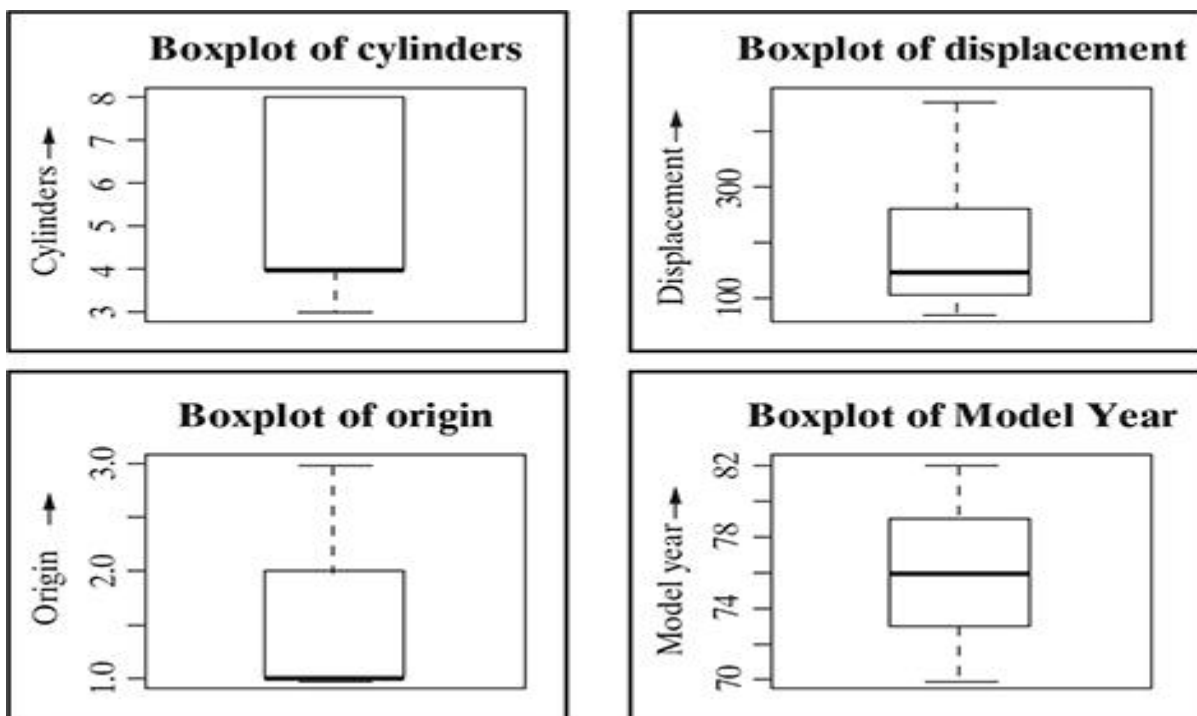 Boxplot of cylinders
Cylinders
8
7
6
5
4
3
Boxplot of displacement
Displacement
300
100
Boxplot of origin
Origin
3.0
2.0
1.0
Boxplot of Model Year
Model year
82
78
74
70